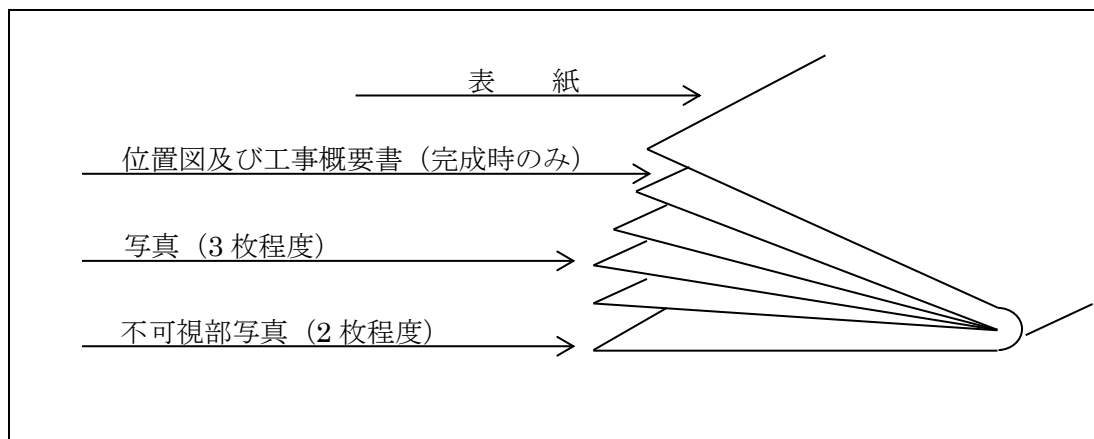 表　　紙
位置図及び工事概要書（完成時のみ）
写真（3 枚程度）
不可視部写真（2 枚程度）